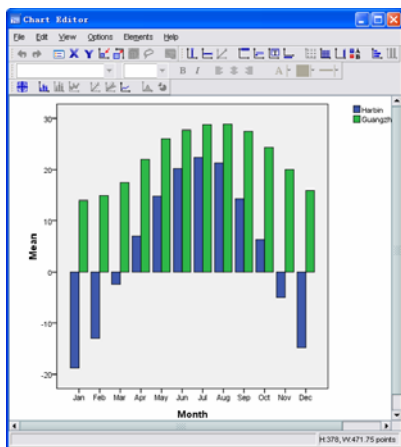 Chart Editor
File Edit View Options Elements Help
X Y
B I
A
Harbin
Guangzh
30
20
10
0
-10
-20
Mean
Jan Feb Mar Apr May Jun Jul Aug Sep Oct Nov Dec
Month
H:378, W:471.75 points